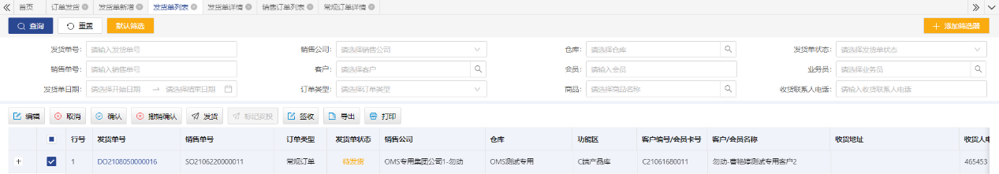 首页 订单发货 发货单新增 发货单列表 发货单详情 销售订单列表 常规订单详情
查询 重置 默认筛选 添加筛选器
发货单号: 请输入发货单号 销售公司: 请选择销售公司 仓库: 请选择仓库 发货单状态: 请选择发货单状态
销售单号: 请输入销售单号 客户: 请选择客户 会员: 请输入会员 业务员: 请选择业务员
发货单日期: 请选择开始日期 → 请选择结束日期 订单类型: 请选择订单类型 商品: 请选择商品名称 收货联系人电话: 请输入收货联系人电话
编辑 取消 确认 撤销确认 发货 标记妥投 签收 导出 打印
行号 发货单号 销售单号 订单类型 发货单状态 销售公司 仓库 功能区 客户编号/会员卡号 客户/会员名称 收货地址 收货人电
1 DO2108050000016 SO2106220000011 常规订单 待发货 OMS专用集团公司1-勿动 OMS测试专用 C端产品库 C21061680011 勿动-曹艳婷测试专用客户2 465453